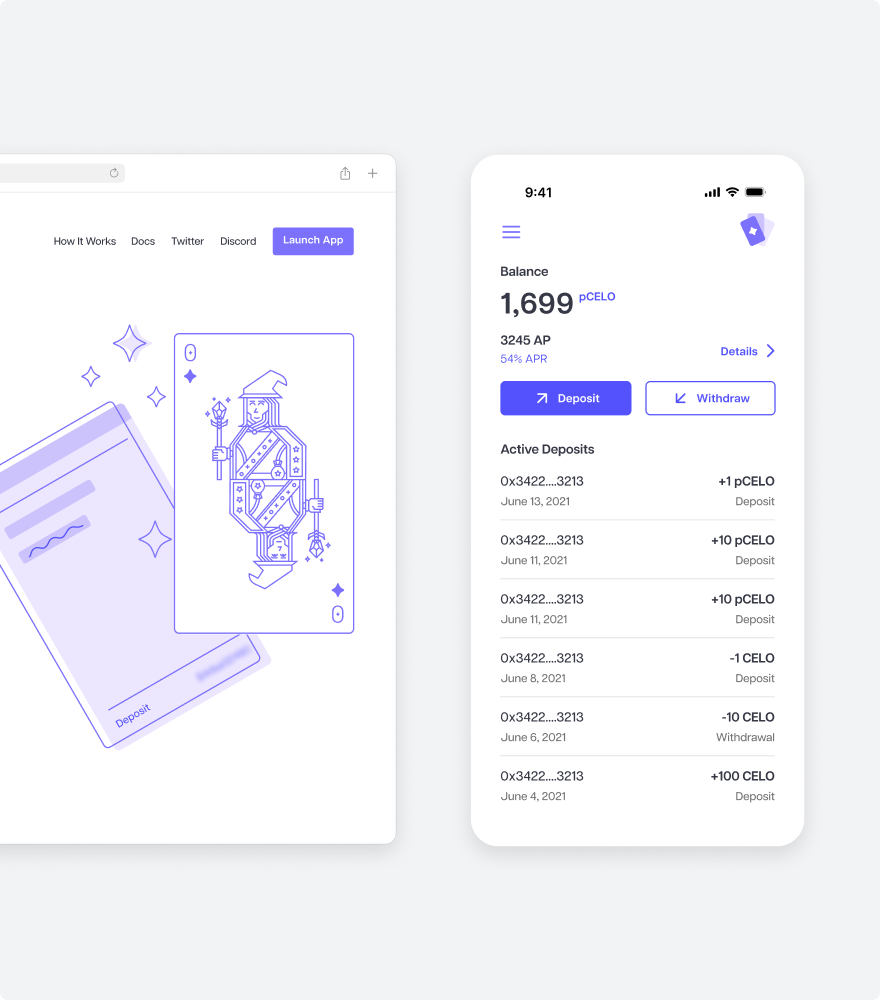 How It Works
Docs
Twitter
Discord
Launch App
0
Deposit
0
9:41
Balance
1,699 pCELO
3245 AP
54% APR
Details
Deposit
Withdraw
Active Deposits
0x3422....3213 +1 pCELO
June 13, 2021 Deposit
0x3422....3213 +10 pCELO
June 11, 2021 Deposit
0x3422....3213 +10 pCELO
June 11, 2021 Deposit
0x3422....3213 -1 CELO
June 8, 2021 Deposit
0x3422....3213 -10 CELO
June 6, 2021 Withdrawal
0x3422....3213 +100 CELO
June 4, 2021 Deposit